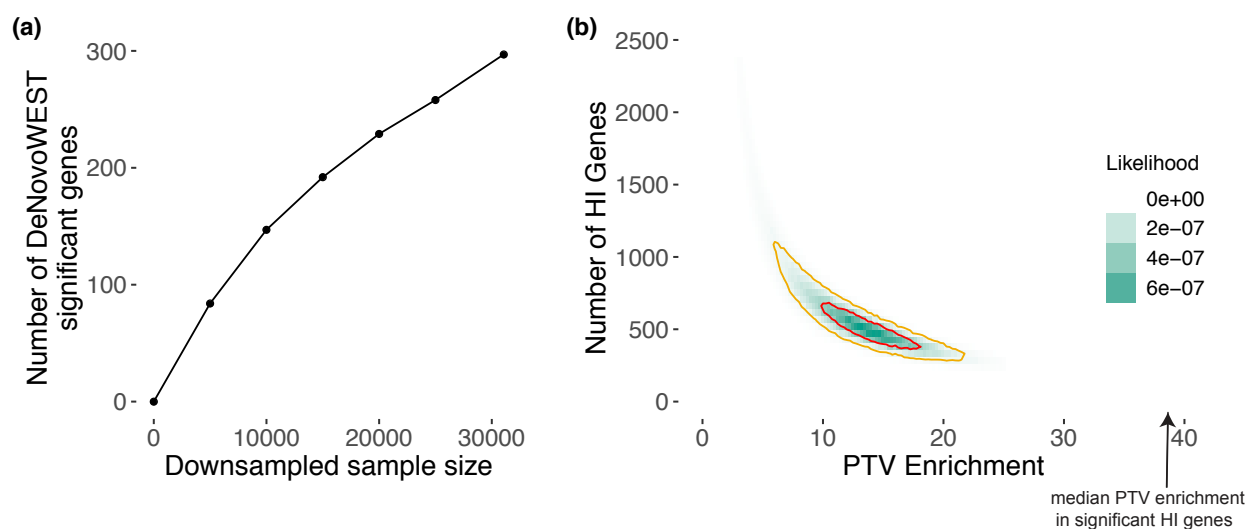 (a)
Number of DeNovoWEST
significant genes
300
200
100
0
0 10000 20000 30000
Downsampled sample size
(b)
Number of HI Genes
2500
2000
1500
1000
500
0
0 10 20 30 40
PTV Enrichment
Likelihood
0e+00
2e−07
4e−07
6e−07
median PTV enrichment
in significant HI genes